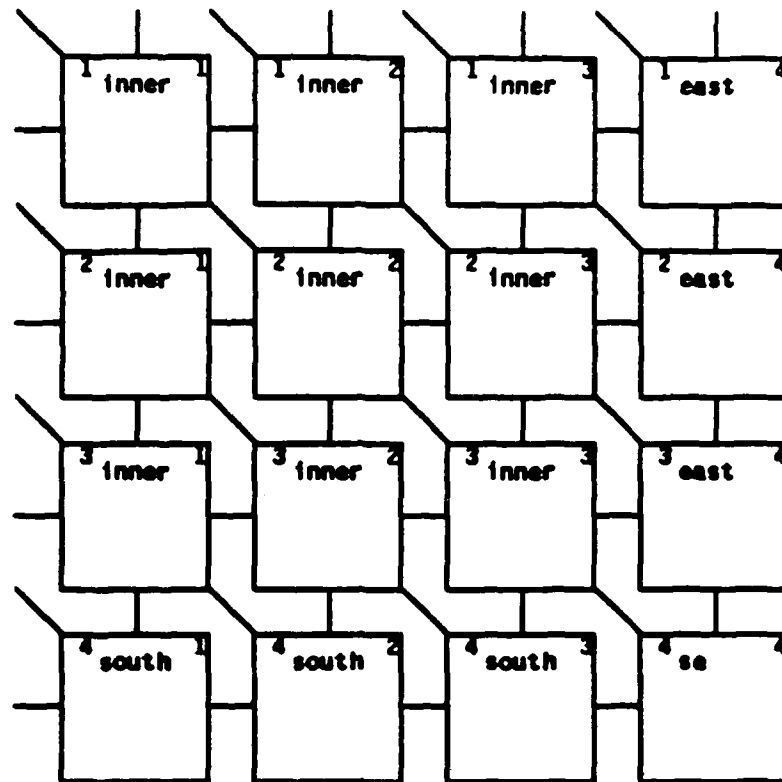 1 1 1 2 1 3 1 4
inner inner inner east
2 1 2 2 2 3 2 4
inner inner inner east
3 1 3 2 3 3 3 4
inner inner inner east
4 1 4 2 4 3 4 4
south south south se